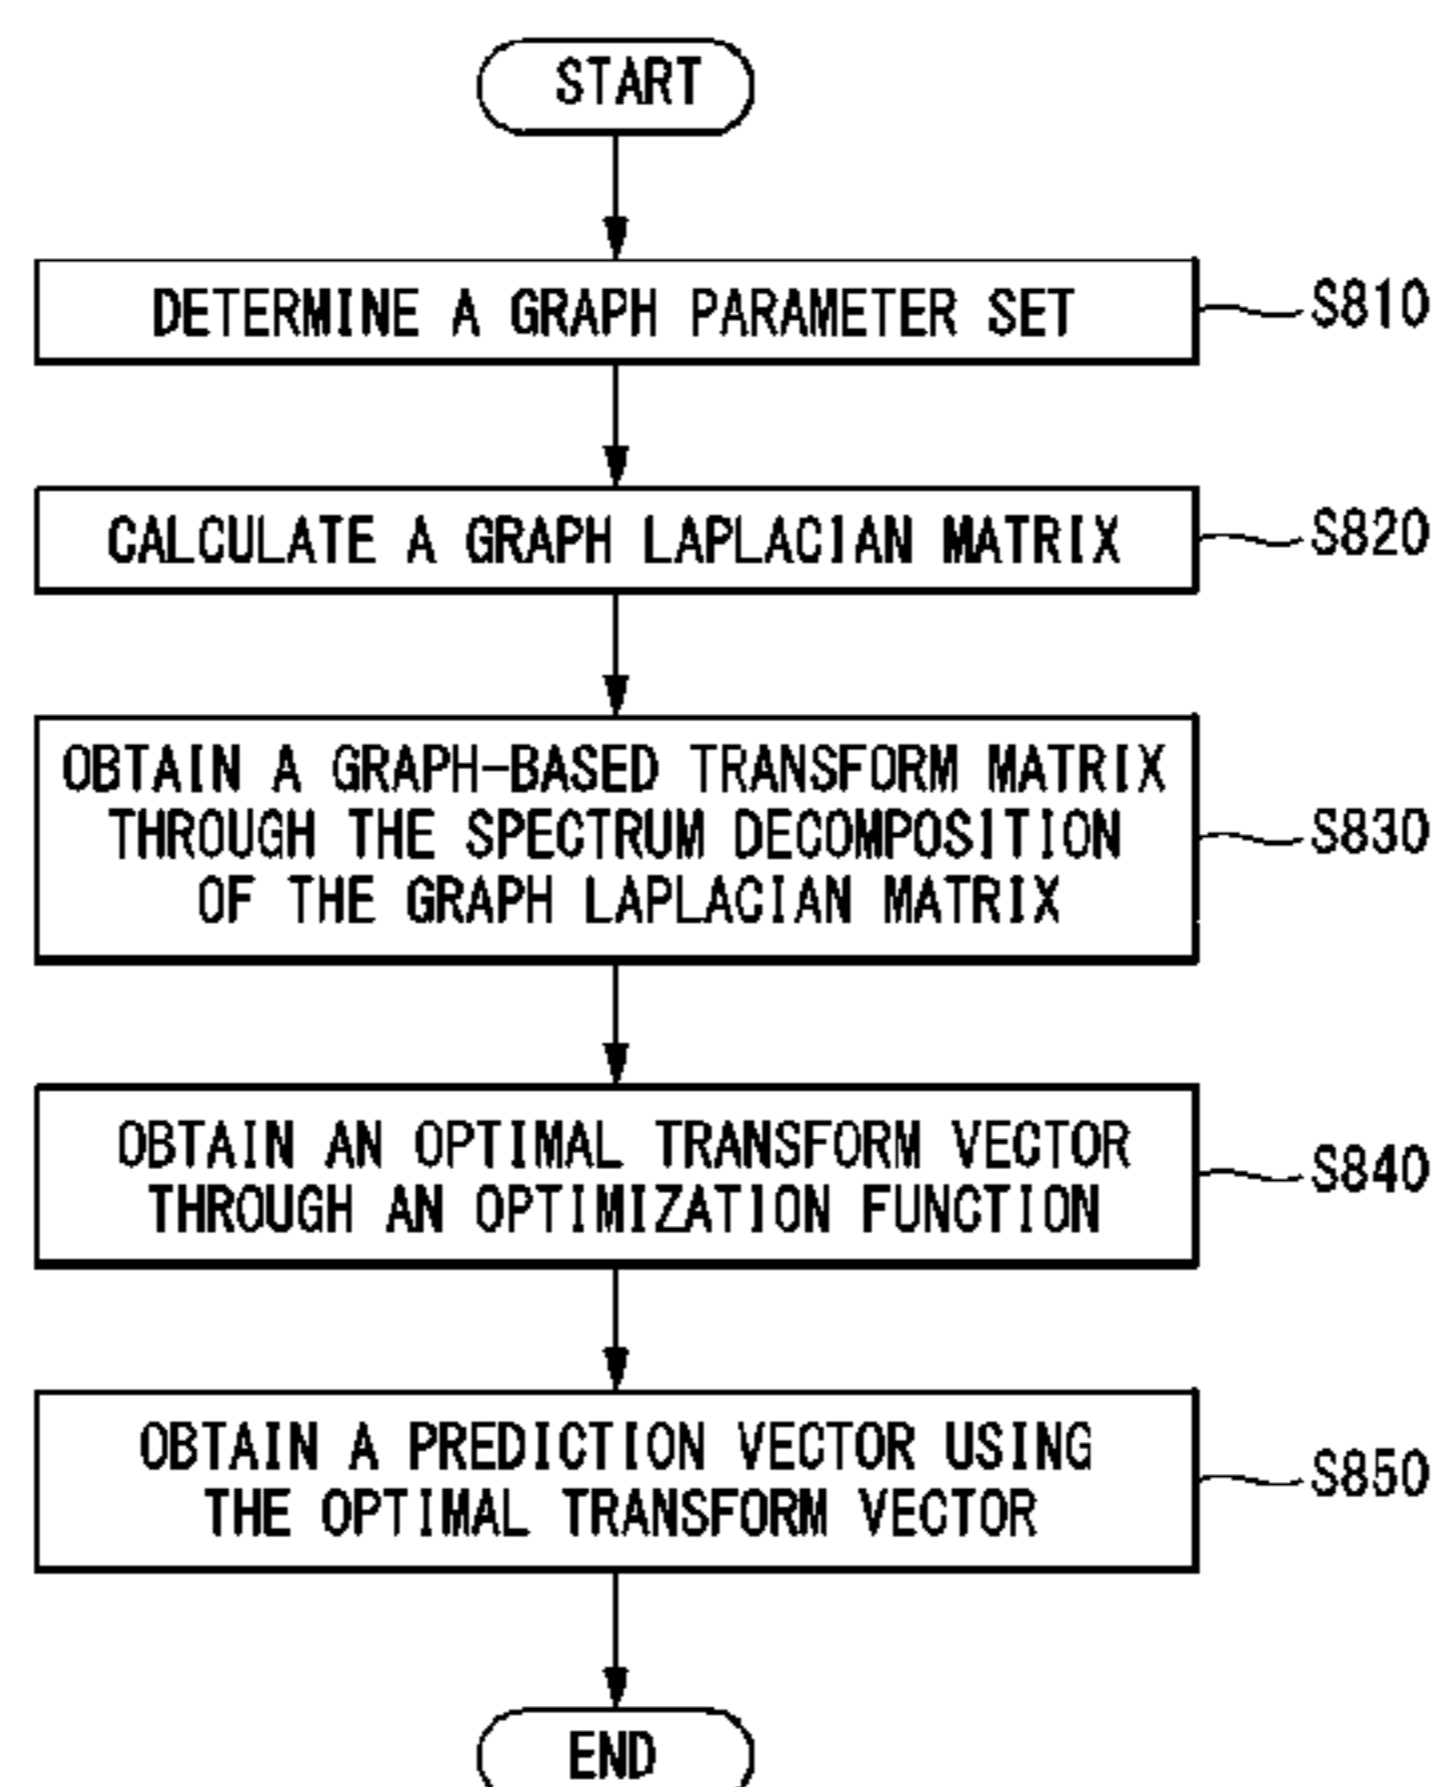 START
DETERMINE A GRAPH PARAMETER SET
S810
CALCULATE A GRAPH LAPLACIAN MATRIX
S820
OBTAIN A GRAPH-BASED TRANSFORM MATRIX
THROUGH THE SPECTRUM DECOMPOSITION
OF THE GRAPH LAPLACIAN MATRIX
S830
OBTAIN AN OPTIMAL TRANSFORM VECTOR
THROUGH AN OPTIMIZATION FUNCTION
S840
OBTAIN A PREDICTION VECTOR USING
THE OPTIMAL TRANSFORM VECTOR
S850
END